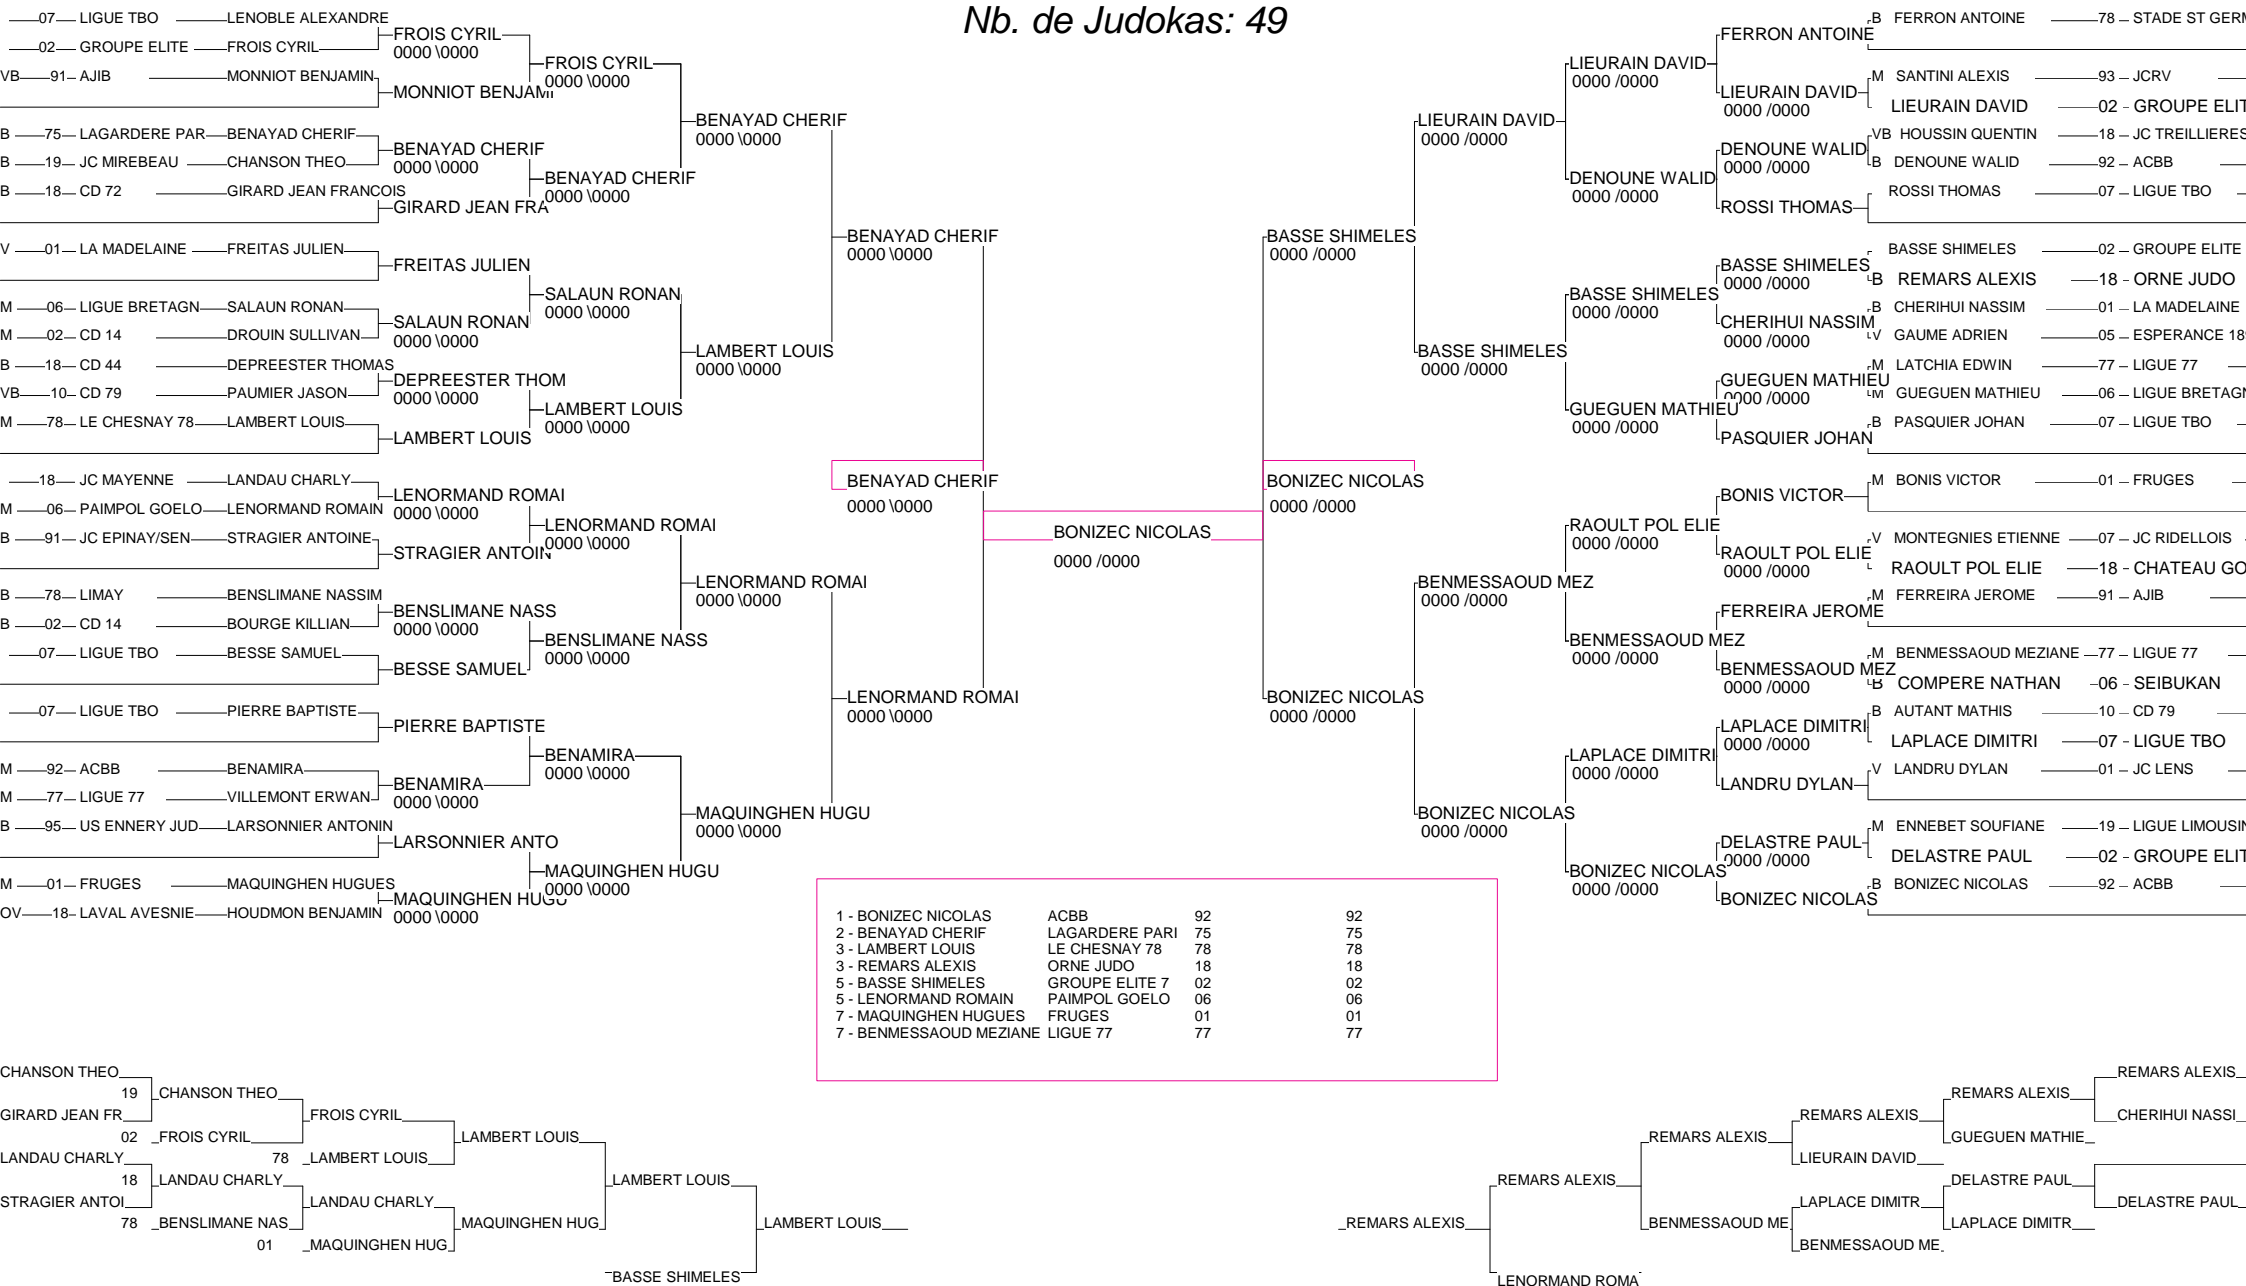 Nb. de Judokas: 49
07 LIGUE TBO LENOBLE ALEXANDRE
02 GROUPE ELITE FROIS CYRIL
VB 91 AJIB MONNIOT BENJAMIN
B 75 LAGARDERE PAR BENAYAD CHERIF
B 19 JC MIREBEAU CHANSON THEO
B 18 CD 72 GIRARD JEAN FRANCOIS
V 01 LA MADELAINE FREITAS JULIEN
M 06 LIGUE BRETAGN SALAUN RONAN
M 02 CD 14 DROUIN SULLIVAN
B 18 CD 44 DEPREESTER THOMAS
VB 10 CD 79 PAUMIER JASON
M 78 LE CHESNAY 78 LAMBERT LOUIS
18 JC MAYENNE LANDAU CHARLY
M 06 PAIMPOL GOELO LENORMAND ROMAIN
B 91 JC EPINAY/SEN STRAGIER ANTOINE
B 78 LIMAY BENSLIMANE NASSIM
B 02 CD 14 BOURGE KILLIAN
07 LIGUE TBO BESSE SAMUEL
07 LIGUE TBO PIERRE BAPTISTE
M 92 ACBB BENAMIRA
M 77 LIGUE 77 VILLEMONT ERWAN
B 95 US ENNERY JUD LARSONNIER ANTONIN
M 01 FRUGES MAQUINGHEN HUGUES
OV 18 LAVAL AVESNIE HOUDMON BENJAMIN
FROIS CYRIL
0000 \0000
MONNIOT BENJAMI
BENAYAD CHERIF
0000 \0000
GIRARD JEAN FRA
FREITAS JULIEN
SALAUN RONAN
0000 \0000
DEPREESTER THOM
0000 \0000
LAMBERT LOUIS
LENORMAND ROMAI
0000 \0000
STRAGIER ANTOIN
BENSLIMANE NASS
0000 \0000
BESSE SAMUEL
PIERRE BAPTISTE
BENAMIRA
0000 \0000
LARSONNIER ANTO
MAQUINGHEN HUGU
0000 \0000
FROIS CYRIL
0000 \0000
BENAYAD CHERIF
0000 \0000
SALAUN RONAN
0000 \0000
LAMBERT LOUIS
0000 \0000
LENORMAND ROMAI
0000 \0000
BENSLIMANE NASS
0000 \0000
BENAMIRA
0000 \0000
MAQUINGHEN HUGU
0000 \0000
BENAYAD CHERIF
0000 \0000
LAMBERT LOUIS
0000 \0000
LENORMAND ROMAI
0000 \0000
MAQUINGHEN HUGU
0000 \0000
BENAYAD CHERIF
0000 \0000
LENORMAND ROMAI
0000 \0000
BENAYAD CHERIF
0000 \0000
BONIZEC NICOLAS
0000 /0000
BONIZEC NICOLAS
0000 /0000
BASSE SHIMELES
0000 /0000
BONIZEC NICOLAS
0000 /0000
LIEURAIN DAVID
0000 /0000
BASSE SHIMELES
0000 /0000
BENMESSAOUD MEZ
0000 /0000
BONIZEC NICOLAS
0000 /0000
LIEURAIN DAVID
0000 /0000
DENOUNE WALID
0000 /0000
BASSE SHIMELES
0000 /0000
GUEGUEN MATHIEU
0000 /0000
RAOULT POL ELIE
0000 /0000
BENMESSAOUD MEZ
0000 /0000
LAPLACE DIMITRI
0000 /0000
BONIZEC NICOLAS
0000 /0000
FERRON ANTOINE
LIEURAIN DAVID
0000 /0000
DENOUNE WALID
0000 /0000
ROSSI THOMAS
BASSE SHIMELES
0000 /0000
CHERIHUI NASSIM
0000 /0000
GUEGUEN MATHIEU
0000 /0000
PASQUIER JOHAN
BONIS VICTOR
RAOULT POL ELIE
0000 /0000
FERREIRA JEROME
BENMESSAOUD MEZ
0000 /0000
LAPLACE DIMITRI
0000 /0000
LANDRU DYLAN
DELASTRE PAUL
0000 /0000
BONIZEC NICOLAS
B FERRON ANTOINE 78 – STADE ST GERM
M SANTINI ALEXIS 93 – JCRV
LIEURAIN DAVID 02 - GROUPE ELIT
VB HOUSSIN QUENTIN 18 – JC TREILLIERES
B DENOUNE WALID 92 – ACBB
ROSSI THOMAS 07 – LIGUE TBO
BASSE SHIMELES 02 – GROUPE ELITE
B REMARS ALEXIS 18 - ORNE JUDO
B CHERIHUI NASSIM 01 – LA MADELAINE
V GAUME ADRIEN 05 – ESPERANCE 189
M LATCHIA EDWIN 77 – LIGUE 77
M GUEGUEN MATHIEU 06 – LIGUE BRETAGN
B PASQUIER JOHAN 07 – LIGUE TBO
M BONIS VICTOR 01 – FRUGES
V MONTEGNIES ETIENNE 07 – JC RIDELLOIS
RAOULT POL ELIE 18 - CHATEAU GO
M FERREIRA JEROME 91 – AJIB
M BENMESSAOUD MEZIANE 77 – LIGUE 77
B COMPERE NATHAN 06 - SEIBUKAN
B AUTANT MATHIS 10 – CD 79
LAPLACE DIMITRI 07 - LIGUE TBO
V LANDRU DYLAN 01 – JC LENS
M ENNEBET SOUFIANE 19 – LIGUE LIMOUSIN
DELASTRE PAUL 02 - GROUPE ELIT
B BONIZEC NICOLAS 92 – ACBB
1 - BONIZEC NICOLAS ACBB 92 92
2 - BENAYAD CHERIF LAGARDERE PARI 75 75
3 - LAMBERT LOUIS LE CHESNAY 78 78 78
3 - REMARS ALEXIS ORNE JUDO 18 18
5 - BASSE SHIMELES GROUPE ELITE 7 02 02
5 - LENORMAND ROMAIN PAIMPOL GOELO 06 06
7 - MAQUINGHEN HUGUES FRUGES 01 01
7 - BENMESSAOUD MEZIANE LIGUE 77 77 77
CHANSON THEO
19 CHANSON THEO
GIRARD JEAN FR
FROIS CYRIL
02 FROIS CYRIL
LAMBERT LOUIS
LANDAU CHARLY
78 LAMBERT LOUIS
18 LANDAU CHARLY
LAMBERT LOUIS
STRAGIER ANTOI
LANDAU CHARLY
78 BENSLIMANE NAS
MAQUINGHEN HUG
LAMBERT LOUIS
01 MAQUINGHEN HUG
BASSE SHIMELES
REMARS ALEXIS
REMARS ALEXIS
REMARS ALEXIS
CHERIHUI NASSI
REMARS ALEXIS
GUEGUEN MATHIE
LIEURAIN DAVID
REMARS ALEXIS
REMARS ALEXIS
DELASTRE PAUL
LAPLACE DIMITR
DELASTRE PAUL
REMARS ALEXIS
BENMESSAOUD ME
LAPLACE DIMITR
BENMESSAOUD ME
LENORMAND ROMA